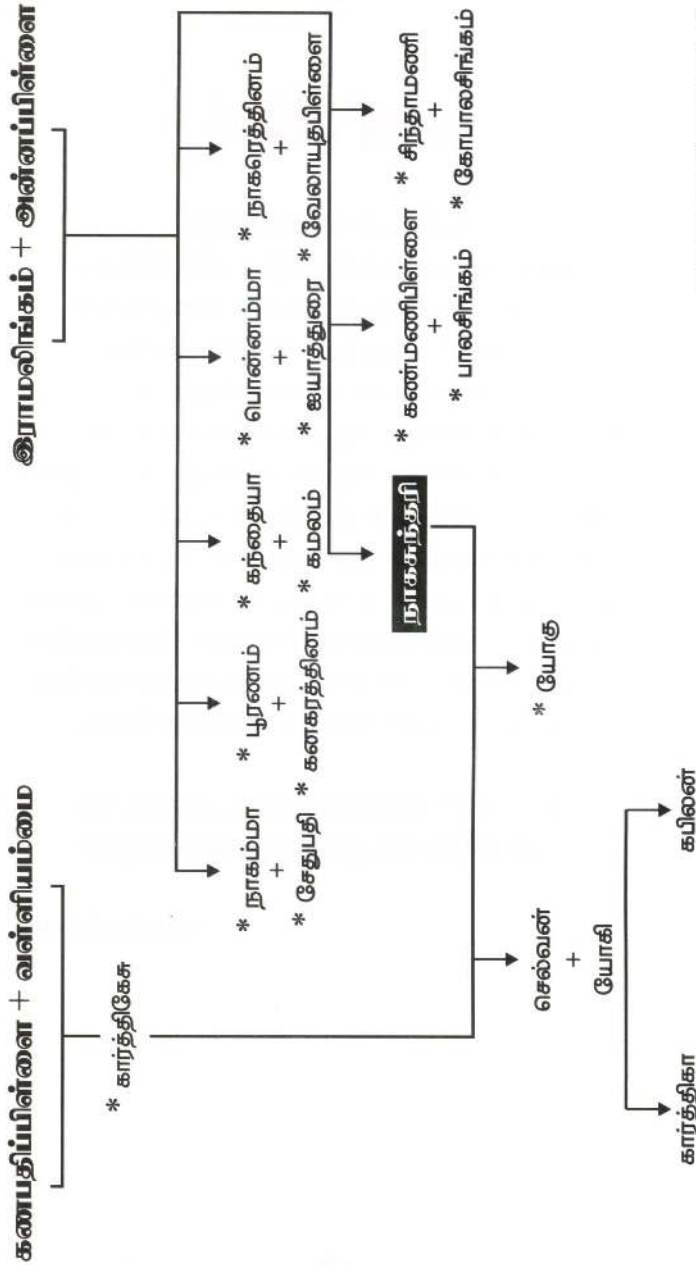 கணபதிப்பிள்ளை + வள்ளியம்மை
இராமலிங்கம் + அன்னப்பிள்ளை
* கார்த்திகேசு
* நாகம்மா
+
* சேதுபதி
* பூரணம்
+
* கனகரத்தினம்
* கந்தையா
+
* கமலம்
* பொன்னம்மா
+
* ஐயாத்துரை
* நாகரெத்தினம்
+
* வேலாயுதபிள்ளை
நாகசுந்தரி
* கண்மணிபிள்ளை
+
* பாலசிங்கம்
* சிந்தாமணி
+
* கோபாலசிங்கம்
செல்வன்
+
யோகி
* யோகு
கார்த்திகா
கபிலன்